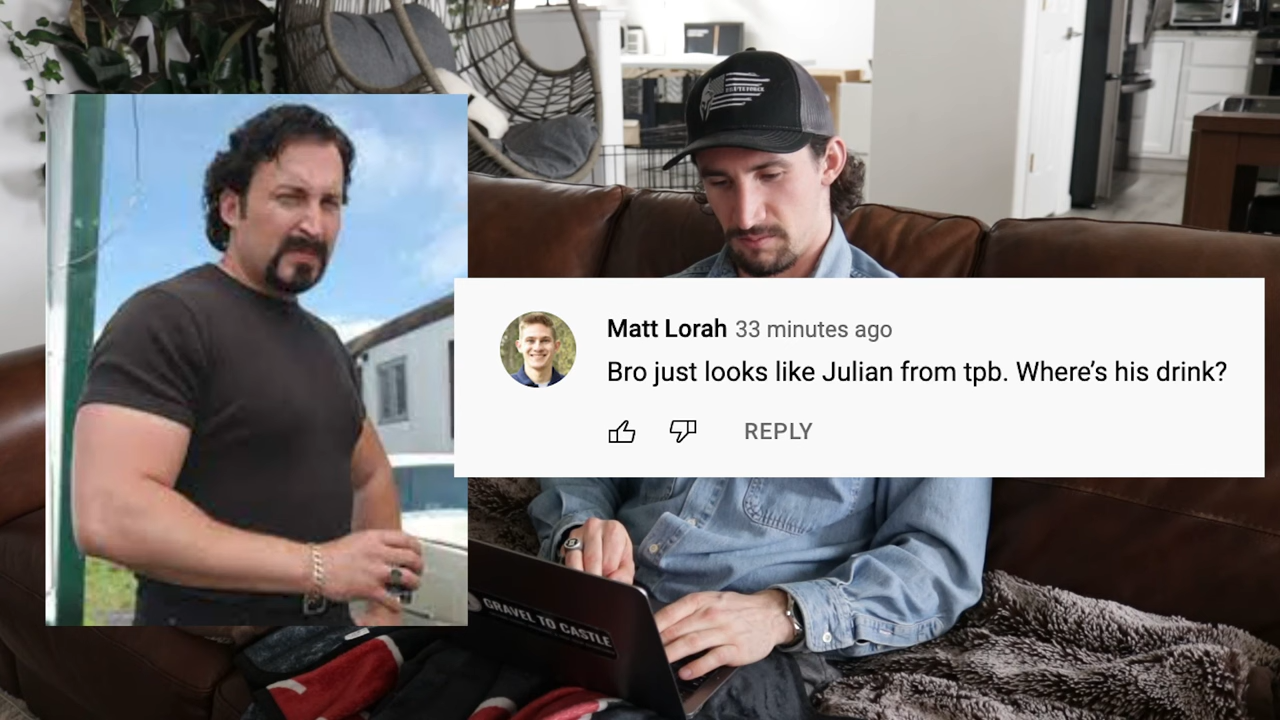 Matt Lorah 33 minutes ago
Bro just looks like Julian from tpb. Where’s his drink?
REPLY
GRAVEL TO CASTLE